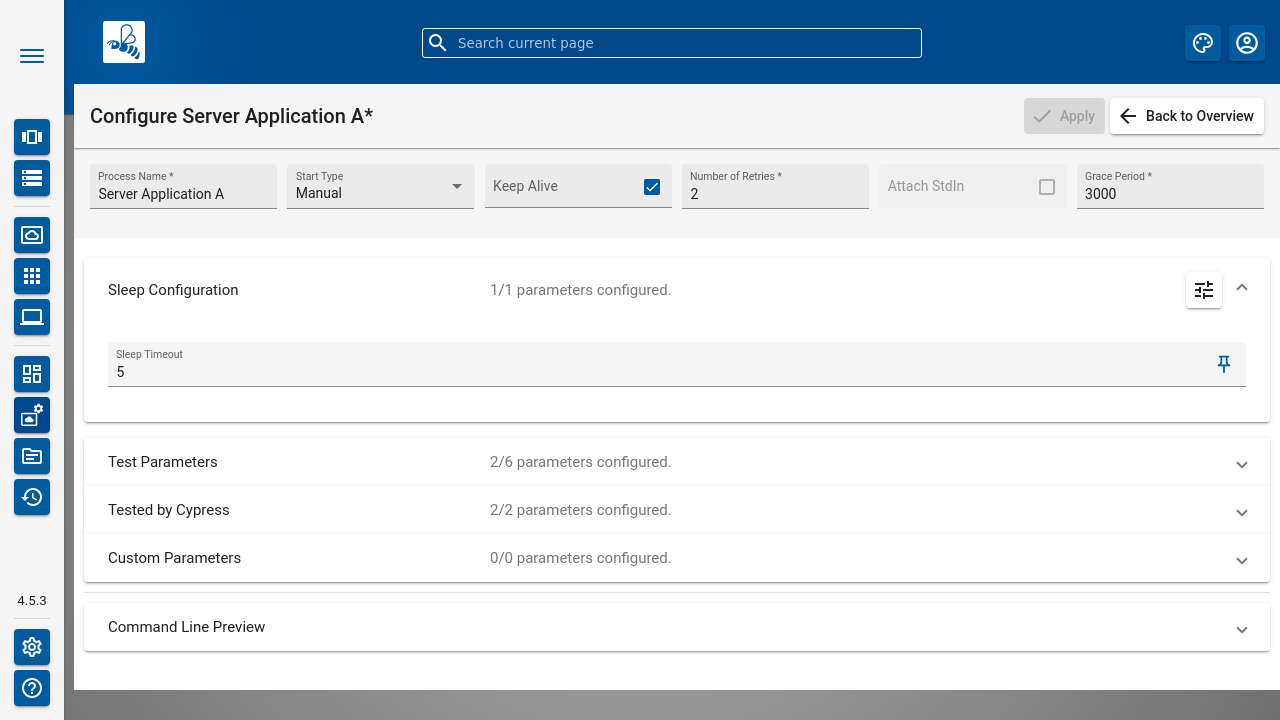 Search current page
Configure Server Application A*
Apply
Back to Overview
Process Name *
Server Application A
Start Type
Manual
Keep Alive
Number of Retries *
2
Attach StdIn
Grace Period *
3000
Sleep Configuration
1/1 parameters configured.
Sleep Timeout
5
Test Parameters
2/6 parameters configured.
Tested by Cypress
2/2 parameters configured.
Custom Parameters
0/0 parameters configured.
Command Line Preview
4.5.3